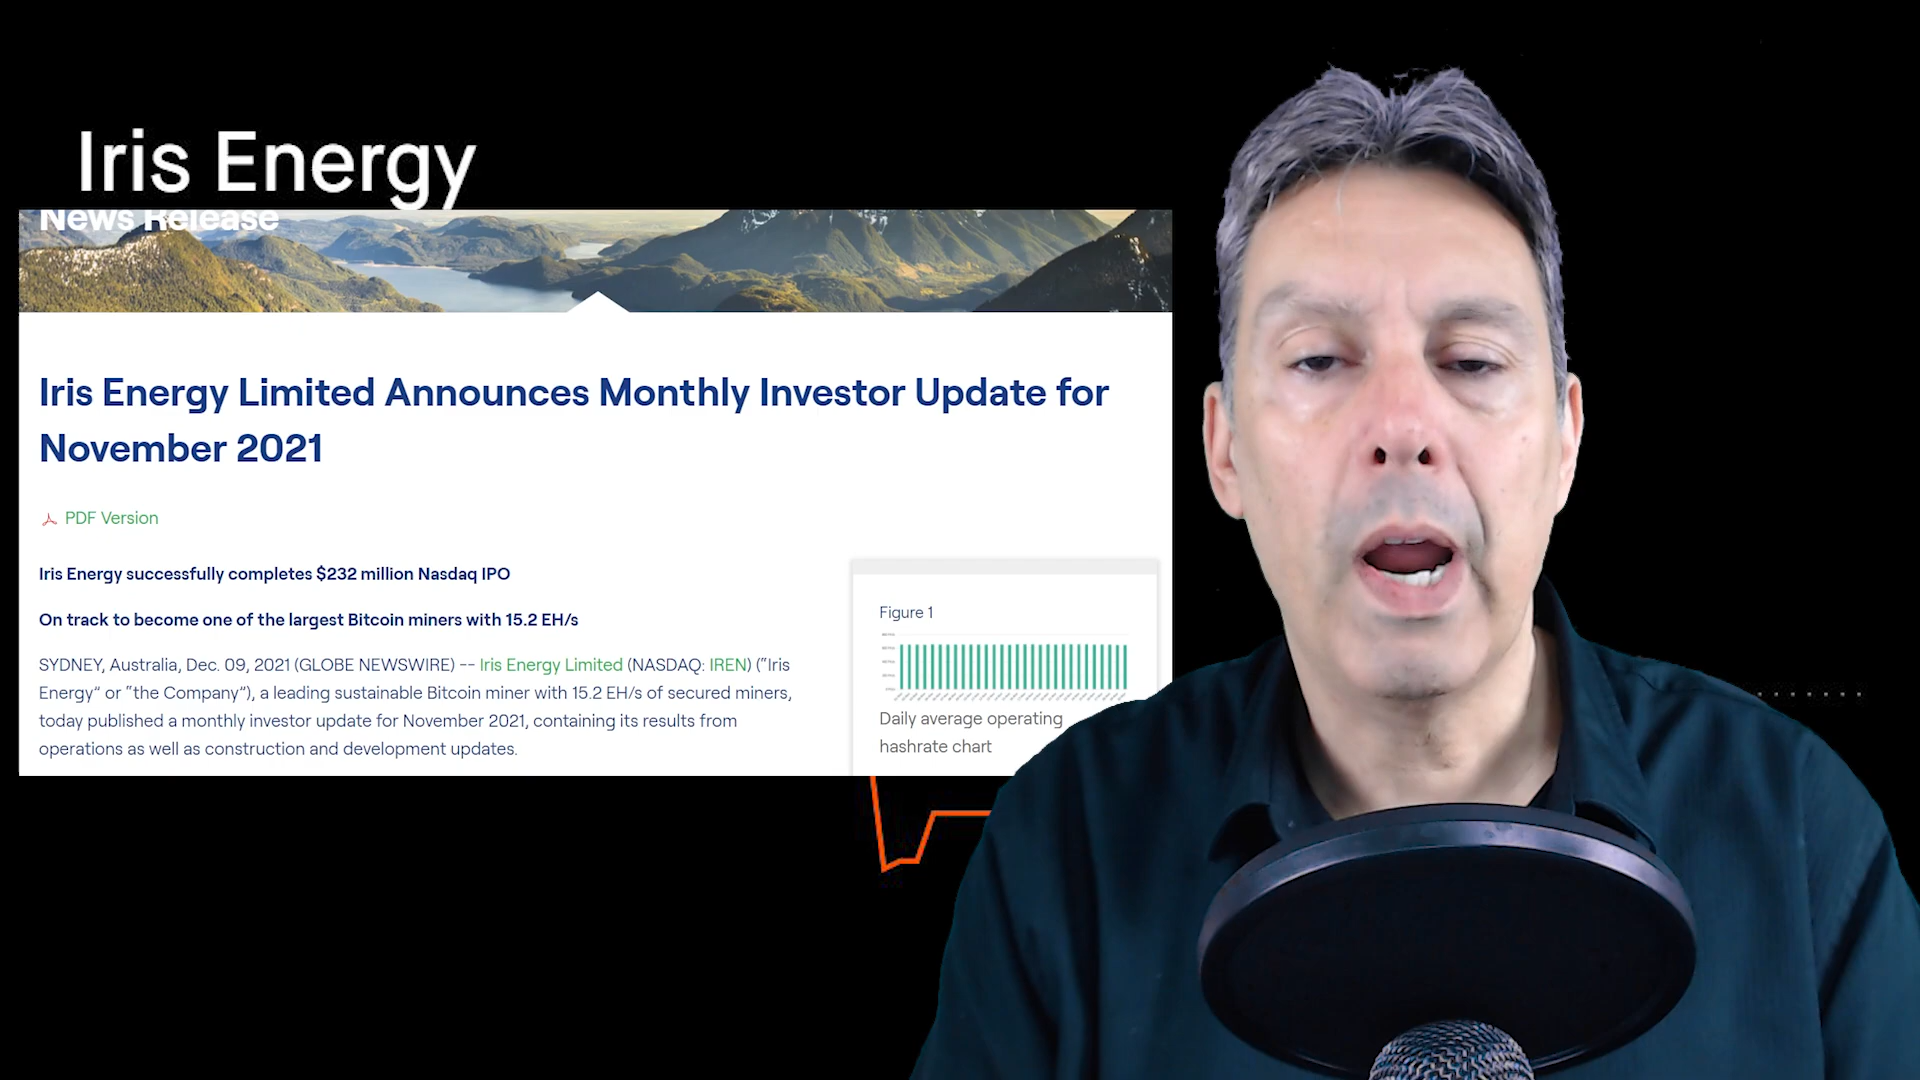 Iris Energy
News Release
Iris Energy Limited Announces Monthly Investor Update for
November 2021
PDF Version
Iris Energy successfully completes $232 million Nasdaq IPO
On track to become one of the largest Bitcoin miners with 15.2 EH/s
SYDNEY, Australia, Dec. 09, 2021 (GLOBE NEWSWIRE) -- Iris Energy Limited (NASDAQ: IREN) ("Iris
Energy" or "the Company"), a leading sustainable Bitcoin miner with 15.2 EH/s of secured miners,
today published a monthly investor update for November 2021, containing its results from
operations as well as construction and development updates.
Figure 1
Daily average operating
hashrate chart